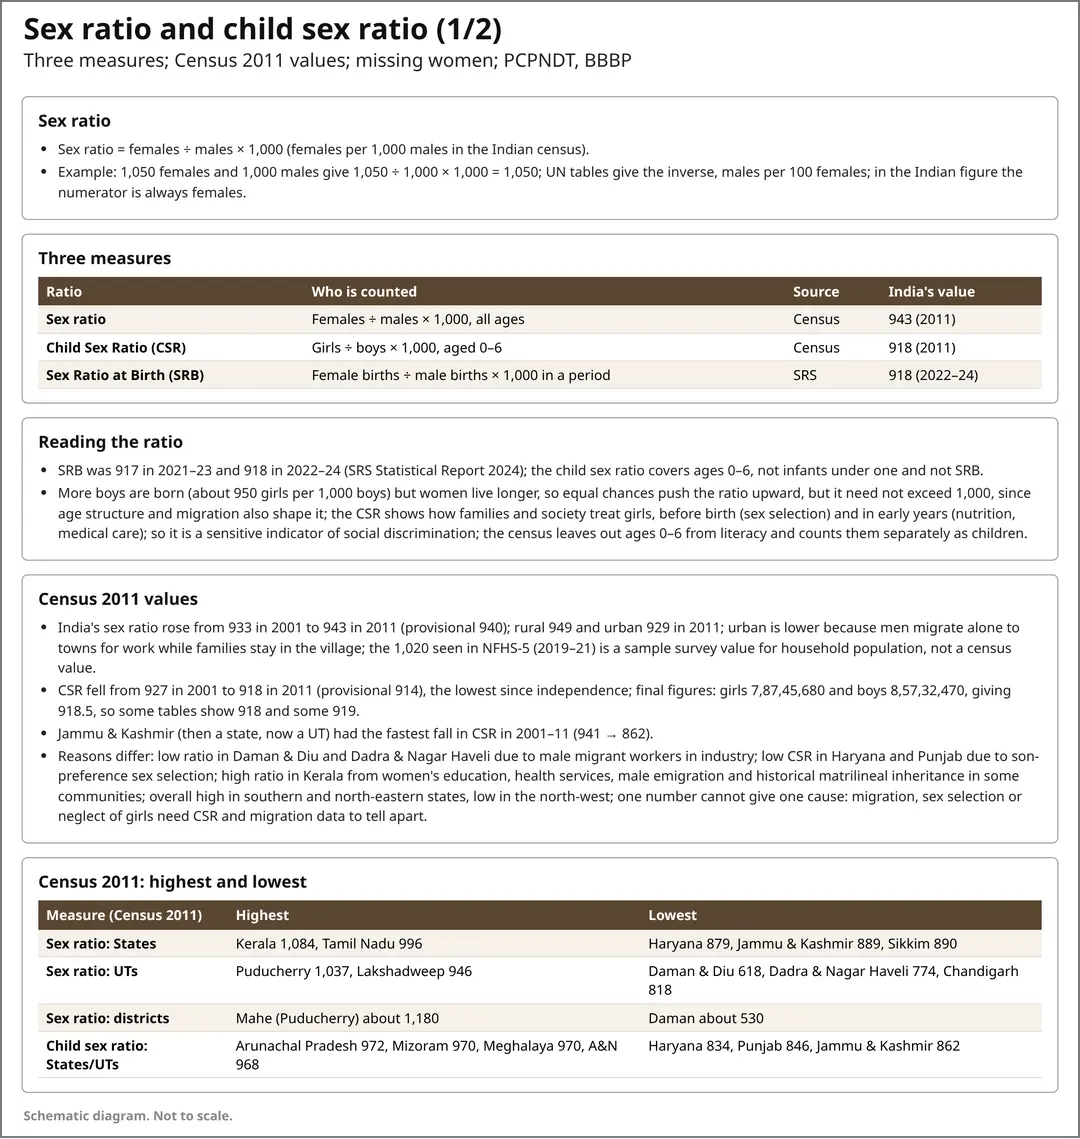 Sex ratio and child sex ratio (1/2)
Three measures; Census 2011 values; missing women; PCPNDT, BBBP
Sex ratio
• Sex ratio = females ÷ males × 1,000 (females per 1,000 males in the Indian census).
• Example: 1,050 females and 1,000 males give 1,050 ÷ 1,000 × 1,000 = 1,050; UN tables give the inverse, males per 100 females; in the Indian figure the
numerator is always females.
Three measures
Ratio Who is counted Source India's value
Sex ratio Females ÷ males × 1,000, all ages Census 943 (2011)
Child Sex Ratio (CSR) Girls ÷ boys × 1,000, aged 0–6 Census 918 (2011)
Sex Ratio at Birth (SRB) Female births ÷ male births × 1,000 in a period SRS 918 (2022–24)
Reading the ratio
• SRB was 917 in 2021–23 and 918 in 2022–24 (SRS Statistical Report 2024); the child sex ratio covers ages 0–6, not infants under one and not SRB.
• More boys are born (about 950 girls per 1,000 boys) but women live longer, so equal chances push the ratio upward, but it need not exceed 1,000, since
age structure and migration also shape it; the CSR shows how families and society treat girls, before birth (sex selection) and in early years (nutrition,
medical care); so it is a sensitive indicator of social discrimination; the census leaves out ages 0–6 from literacy and counts them separately as children.
Census 2011 values
• India's sex ratio rose from 933 in 2001 to 943 in 2011 (provisional 940); rural 949 and urban 929 in 2011; urban is lower because men migrate alone to
towns for work while families stay in the village; the 1,020 seen in NFHS-5 (2019–21) is a sample survey value for household population, not a census
value.
• CSR fell from 927 in 2001 to 918 in 2011 (provisional 914), the lowest since independence; final figures: girls 7,87,45,680 and boys 8,57,32,470, giving
918.5, so some tables show 918 and some 919.
• Jammu & Kashmir (then a state, now a UT) had the fastest fall in CSR in 2001–11 (941 → 862).
• Reasons differ: low ratio in Daman & Diu and Dadra & Nagar Haveli due to male migrant workers in industry; low CSR in Haryana and Punjab due to son-
preference sex selection; high ratio in Kerala from women's education, health services, male emigration and historical matrilineal inheritance in some
communities; overall high in southern and north-eastern states, low in the north-west; one number cannot give one cause: migration, sex selection or
neglect of girls need CSR and migration data to tell apart.
Census 2011: highest and lowest
Measure (Census 2011) Highest Lowest
Sex ratio: States Kerala 1,084, Tamil Nadu 996 Haryana 879, Jammu & Kashmir 889, Sikkim 890
Sex ratio: UTs Puducherry 1,037, Lakshadweep 946 Daman & Diu 618, Dadra & Nagar Haveli 774, Chandigarh
818
Sex ratio: districts Mahe (Puducherry) about 1,180 Daman about 530
Child sex ratio: Arunachal Pradesh 972, Mizoram 970, Meghalaya 970, A&N Haryana 834, Punjab 846, Jammu & Kashmir 862
States/UTs 968
Schematic diagram. Not to scale.